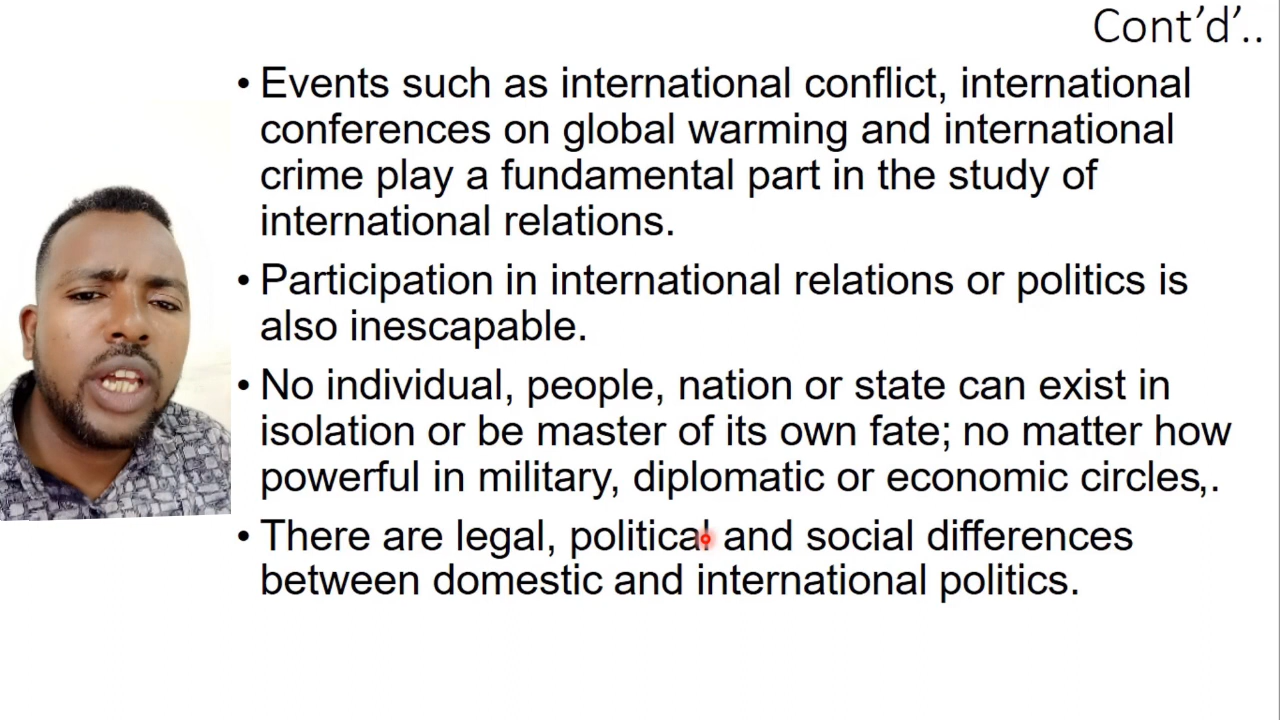 Cont’d’..
• Events such as international conflict, international
conferences on global warming and international
crime play a fundamental part in the study of
international relations.
• Participation in international relations or politics is
also inescapable.
• No individual, people, nation or state can exist in
isolation or be master of its own fate; no matter how
powerful in military, diplomatic or economic circles,.
• There are legal, political and social differences
between domestic and international politics.